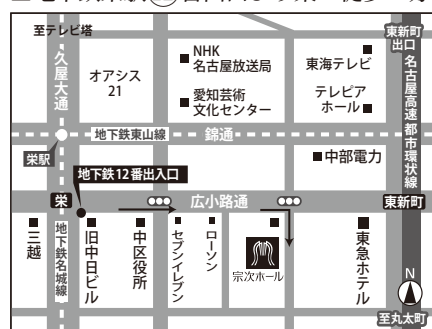 至テレビ塔
久屋大通
オアシス
21
NHK
名古屋放送局
愛知芸術
文化センター
東海テレビ
テレピア
ホール
東新町
出口
名古屋高速都市環状線
地下鉄東山線
錦通
栄駅
地下鉄12番出入口
中部電力
栄
広小路通
東新町
三越
地下鉄名城線
旧中日ビル
中区役所
セブンイレブン
ローソン
宗次ホール
東急ホテル
N
至丸太町